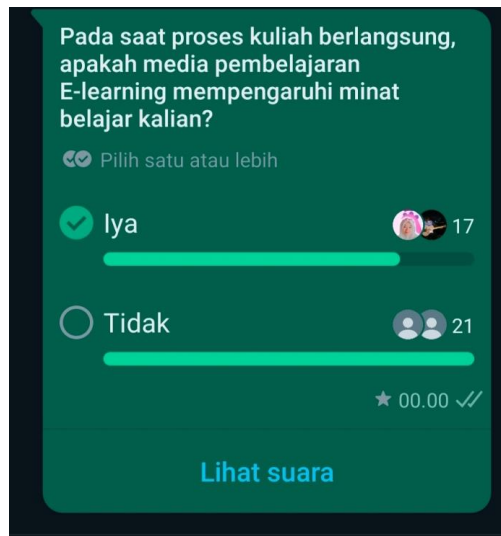 Pada saat proses kuliah berlangsung,
apakah media pembelajaran
E-learning mempengaruhi minat
belajar kalian?
Pilih satu atau lebih
Iya 17
Tidak 21
00.00
Lihat suara